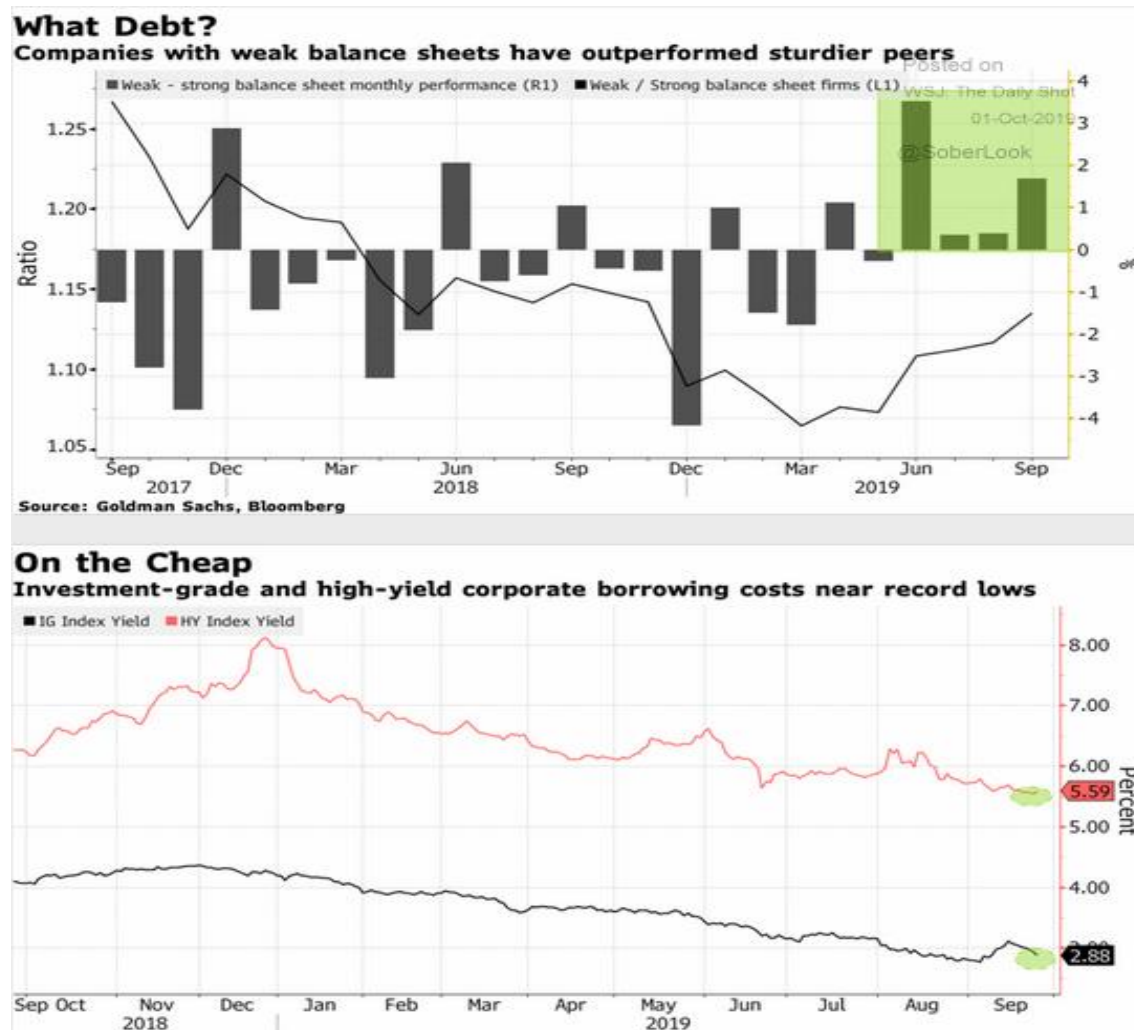 What Debt?
Companies with weak balance sheets have outperformed sturdier peers
Weak - strong balance sheet monthly performance (R1) Weak / Strong balance sheet firms (L1)
Posted on
WSJ: The Daily Shot
01-Oct-2019
@SoberLook
1.25
1.20
1.15
1.10
1.05
Ratio
4
3
2
1
0
-1
-2
-3
-4
%
Sep Dec Mar Jun Sep Dec Mar Jun Sep
2017 2018 2019
Source: Goldman Sachs, Bloomberg
On the Cheap
Investment-grade and high-yield corporate borrowing costs near record lows
IG Index Yield HY Index Yield
8.00
7.00
6.00
5.59
5.00
4.00
2.88
Percent
Sep Oct Nov Dec Jan Feb Mar Apr May Jun Jul Aug Sep
2018 2019